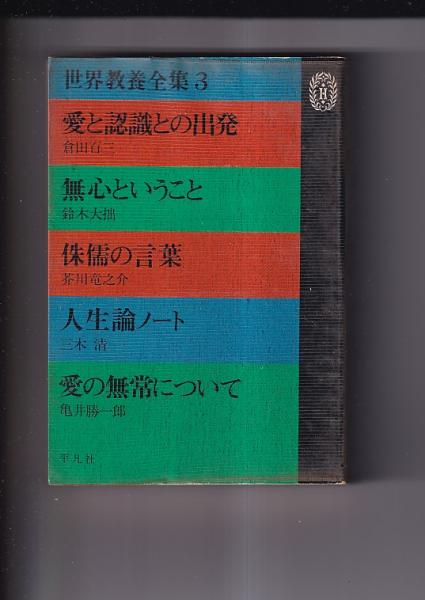 世界教養全集 3
愛と認識との出発
倉田百三
無心ということ
鈴木大拙
侏儒の言葉
芥川竜之介
人生論ノート
三木 清
愛の無常について
亀井勝一郎
平凡社
H